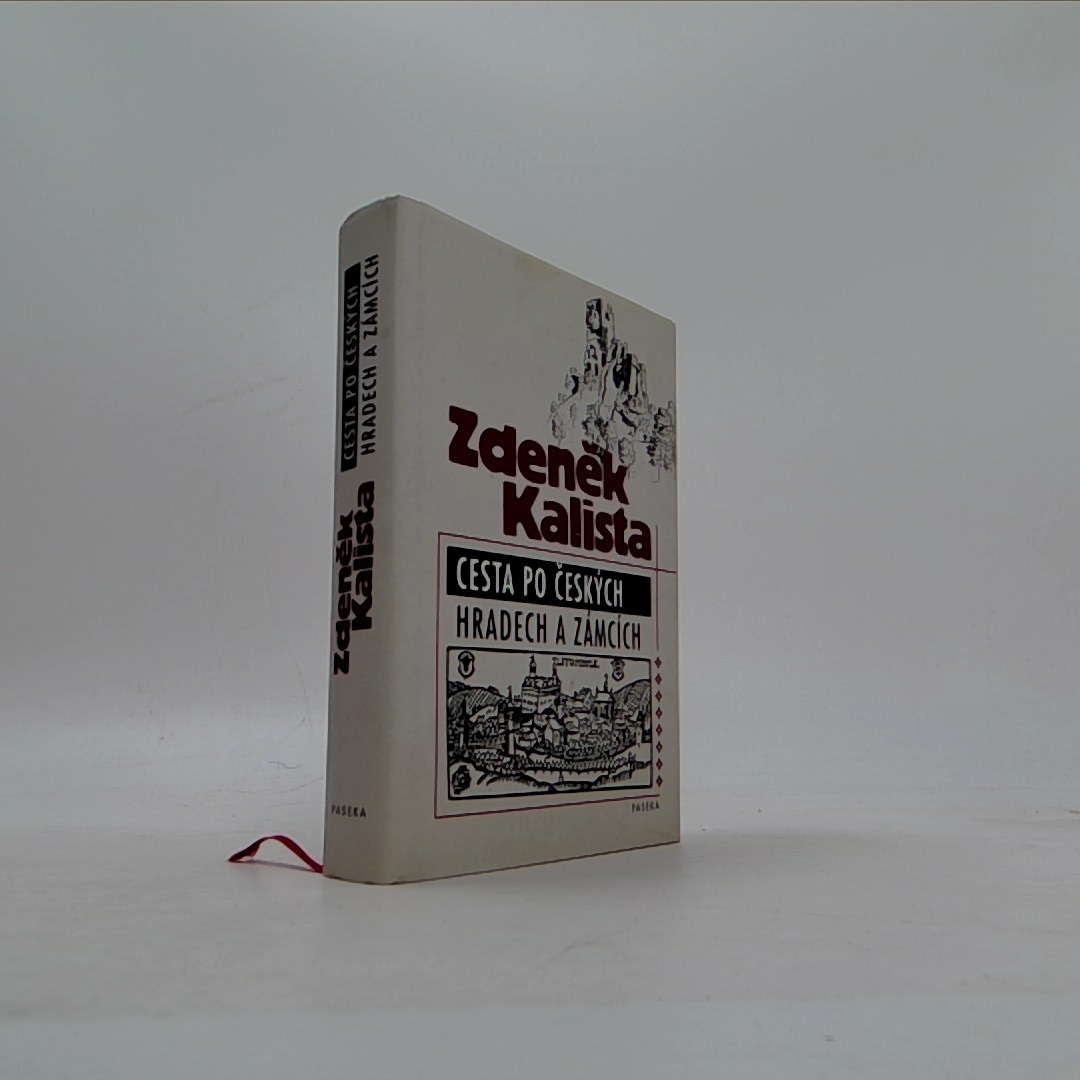 CESTA PO ČESKÝCH
HRADECH A ZÁMCÍCH
Zdeněk
Kalista
PASEKA
Zdeněk
Kalista
CESTA PO ČESKÝCH
HRADECH A ZÁMCÍCH
PASEKA